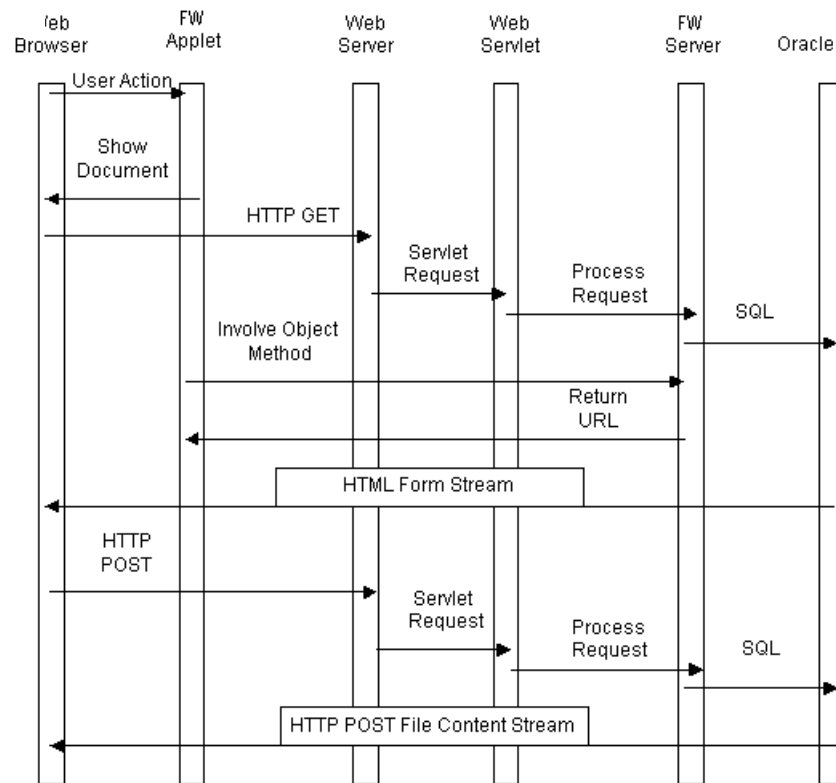 eb
Browser
FW
Applet
Web
Server
Web
Servlet
FW
Server
Oracle
User Action
Show
Document
HTTP GET
Servlet
Request
Process
Request
SQL
Involve Object
Method
Return
URL
HTML Form Stream
HTTP
POST
Servlet
Request
Process
Request
SQL
HTTP POST File Content Stream